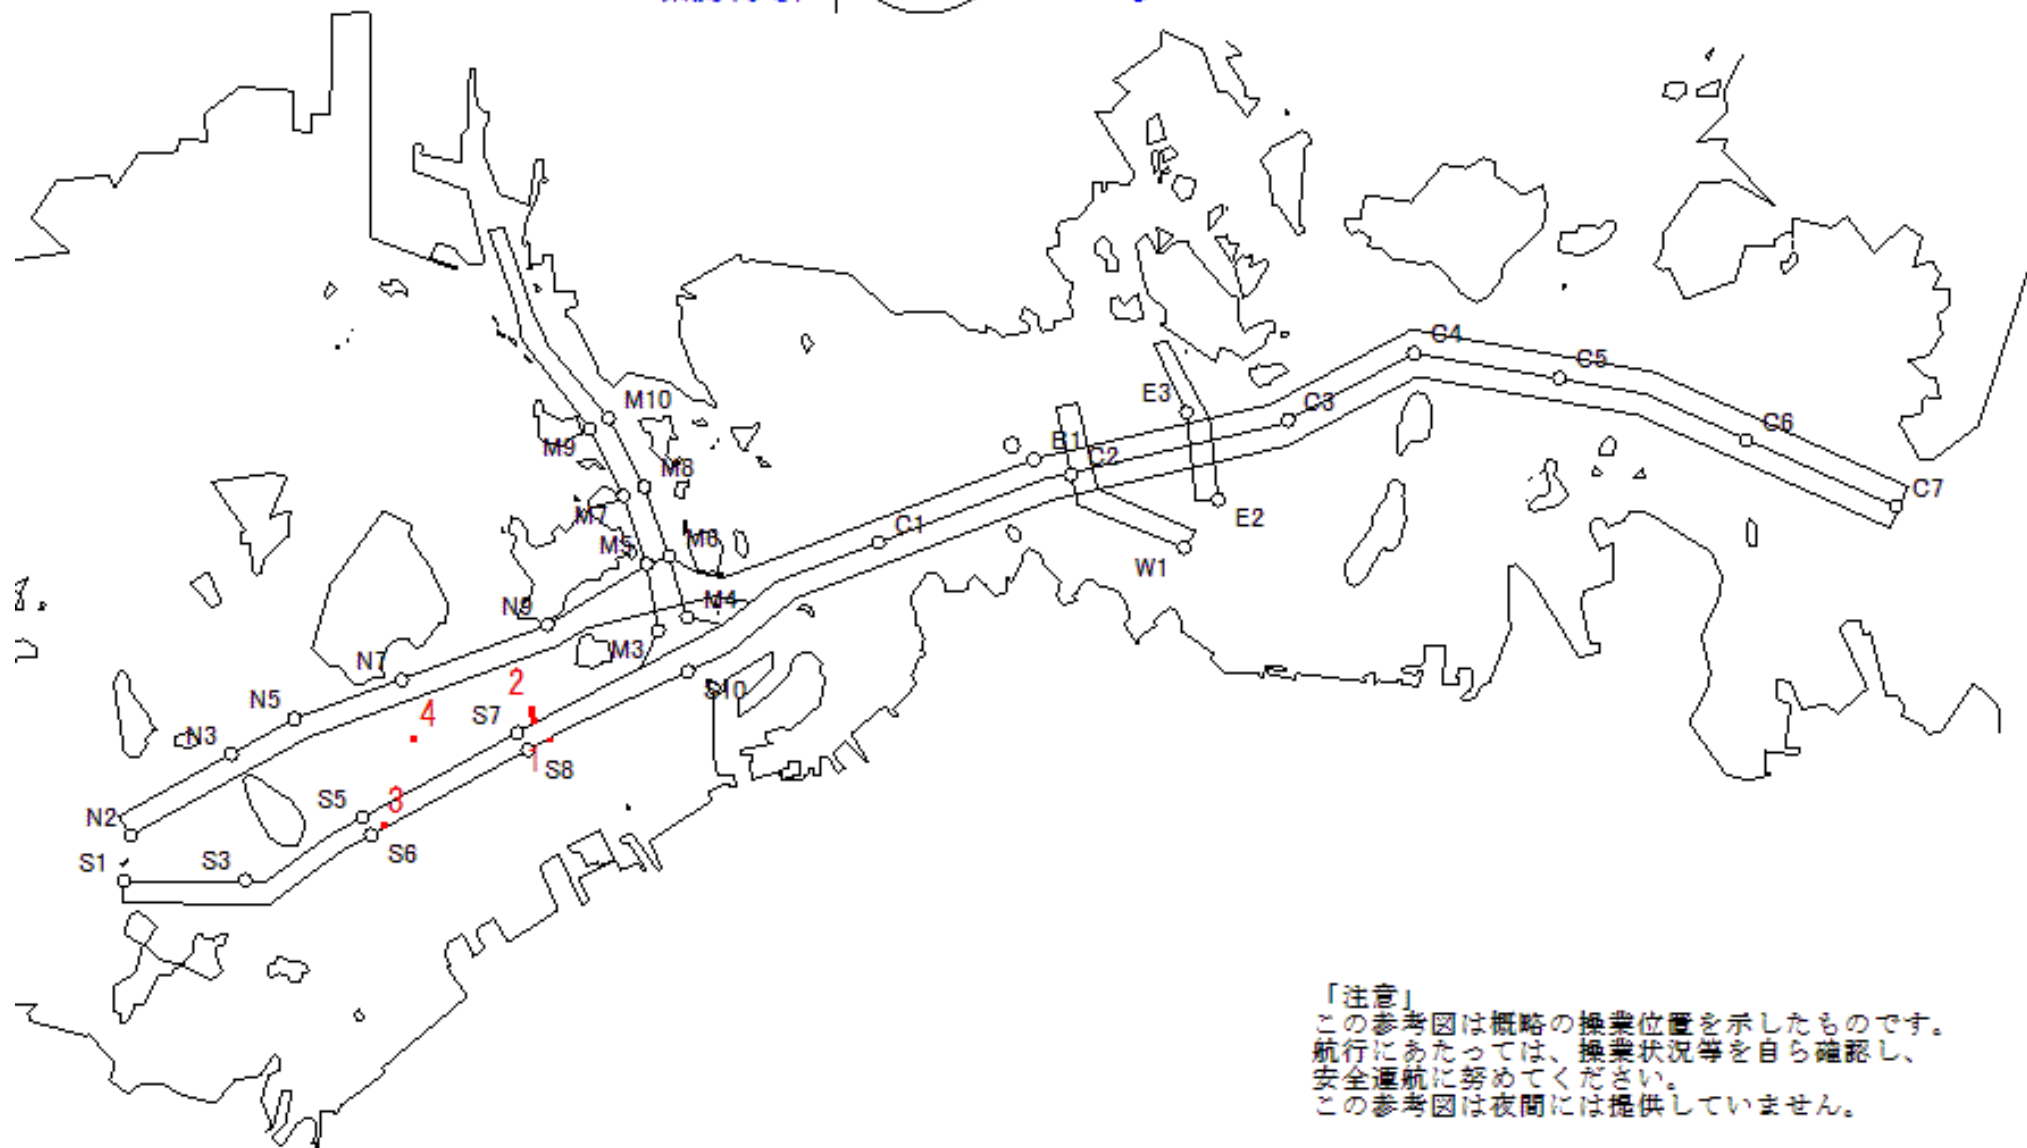 C4
C5
M10
E3
C3
C6
M9
B1
M8
C2
C7
M7
E2
C1
M6
M5
W1
N9
M4
M3
N7
2
S10
N5
4
S7
N3
1
S8
3
S5
N2
S6
S1
S3
「注意」
この参考図は概略の操業位置を示したものです。
航行にあたっては、操業状況等を自ら確認し、
安全運航に努めてください。
この参考図は夜間には提供していません。